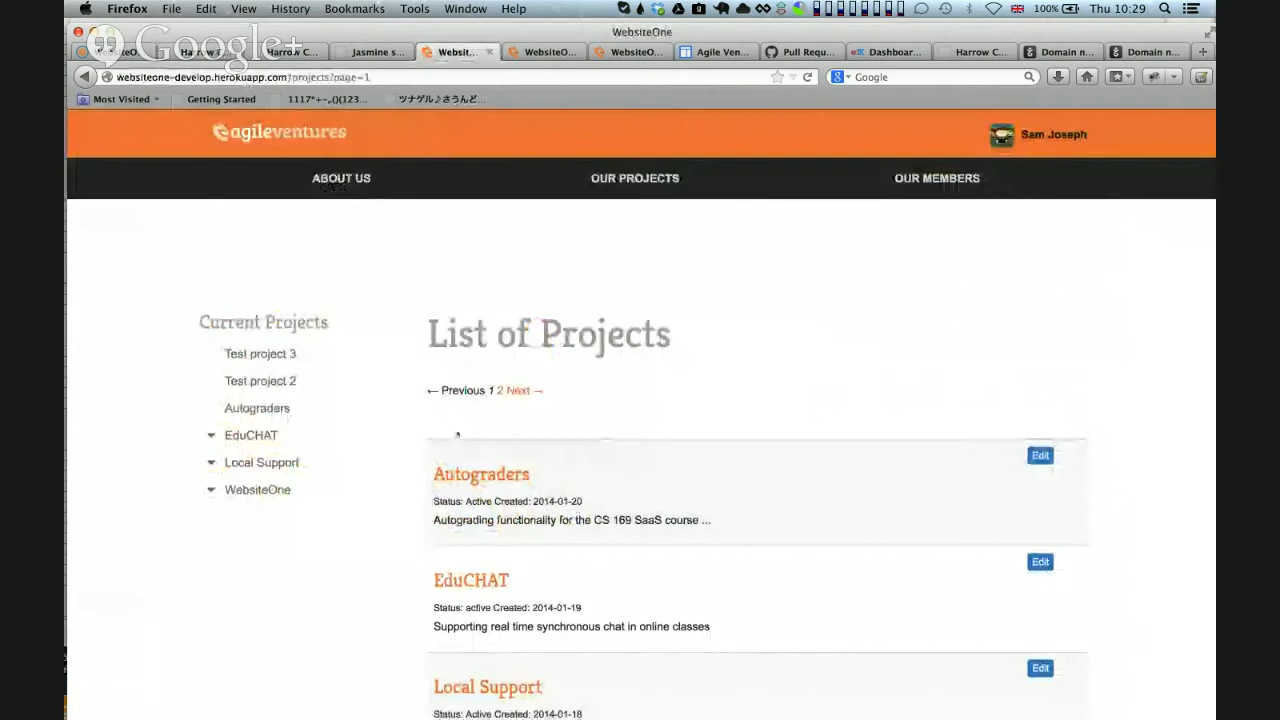 Firefox File Edit View History Bookmarks Tools Window Help 100% Thu 10:29
Google+
WebsiteOne
Harrow C... Jasmine s... Websit... WebsiteO... WebsiteO... Agile Ven... Pull Requ... Dashboar... Harrow C... Domain n... Domain n...
websiteone-develop.herokuapp.com/projects?page=1 Google
Most Visited Getting Started 1117*+-,.()(123... ツナゲル♪さうんど...
agileventures Sam Joseph
ABOUT US OUR PROJECTS OUR MEMBERS
Current Projects
Test project 3
Test project 2
Autograders
EduCHAT
Local Support
WebsiteOne
List of Projects
← Previous 1 2 Next →
Autograders Edit
Status: Active Created: 2014-01-20
Autograding functionality for the CS 169 SaaS course ...
EduCHAT Edit
Status: active Created: 2014-01-19
Supporting real time synchronous chat in online classes
Local Support Edit
Status: Active Created: 2014-01-18